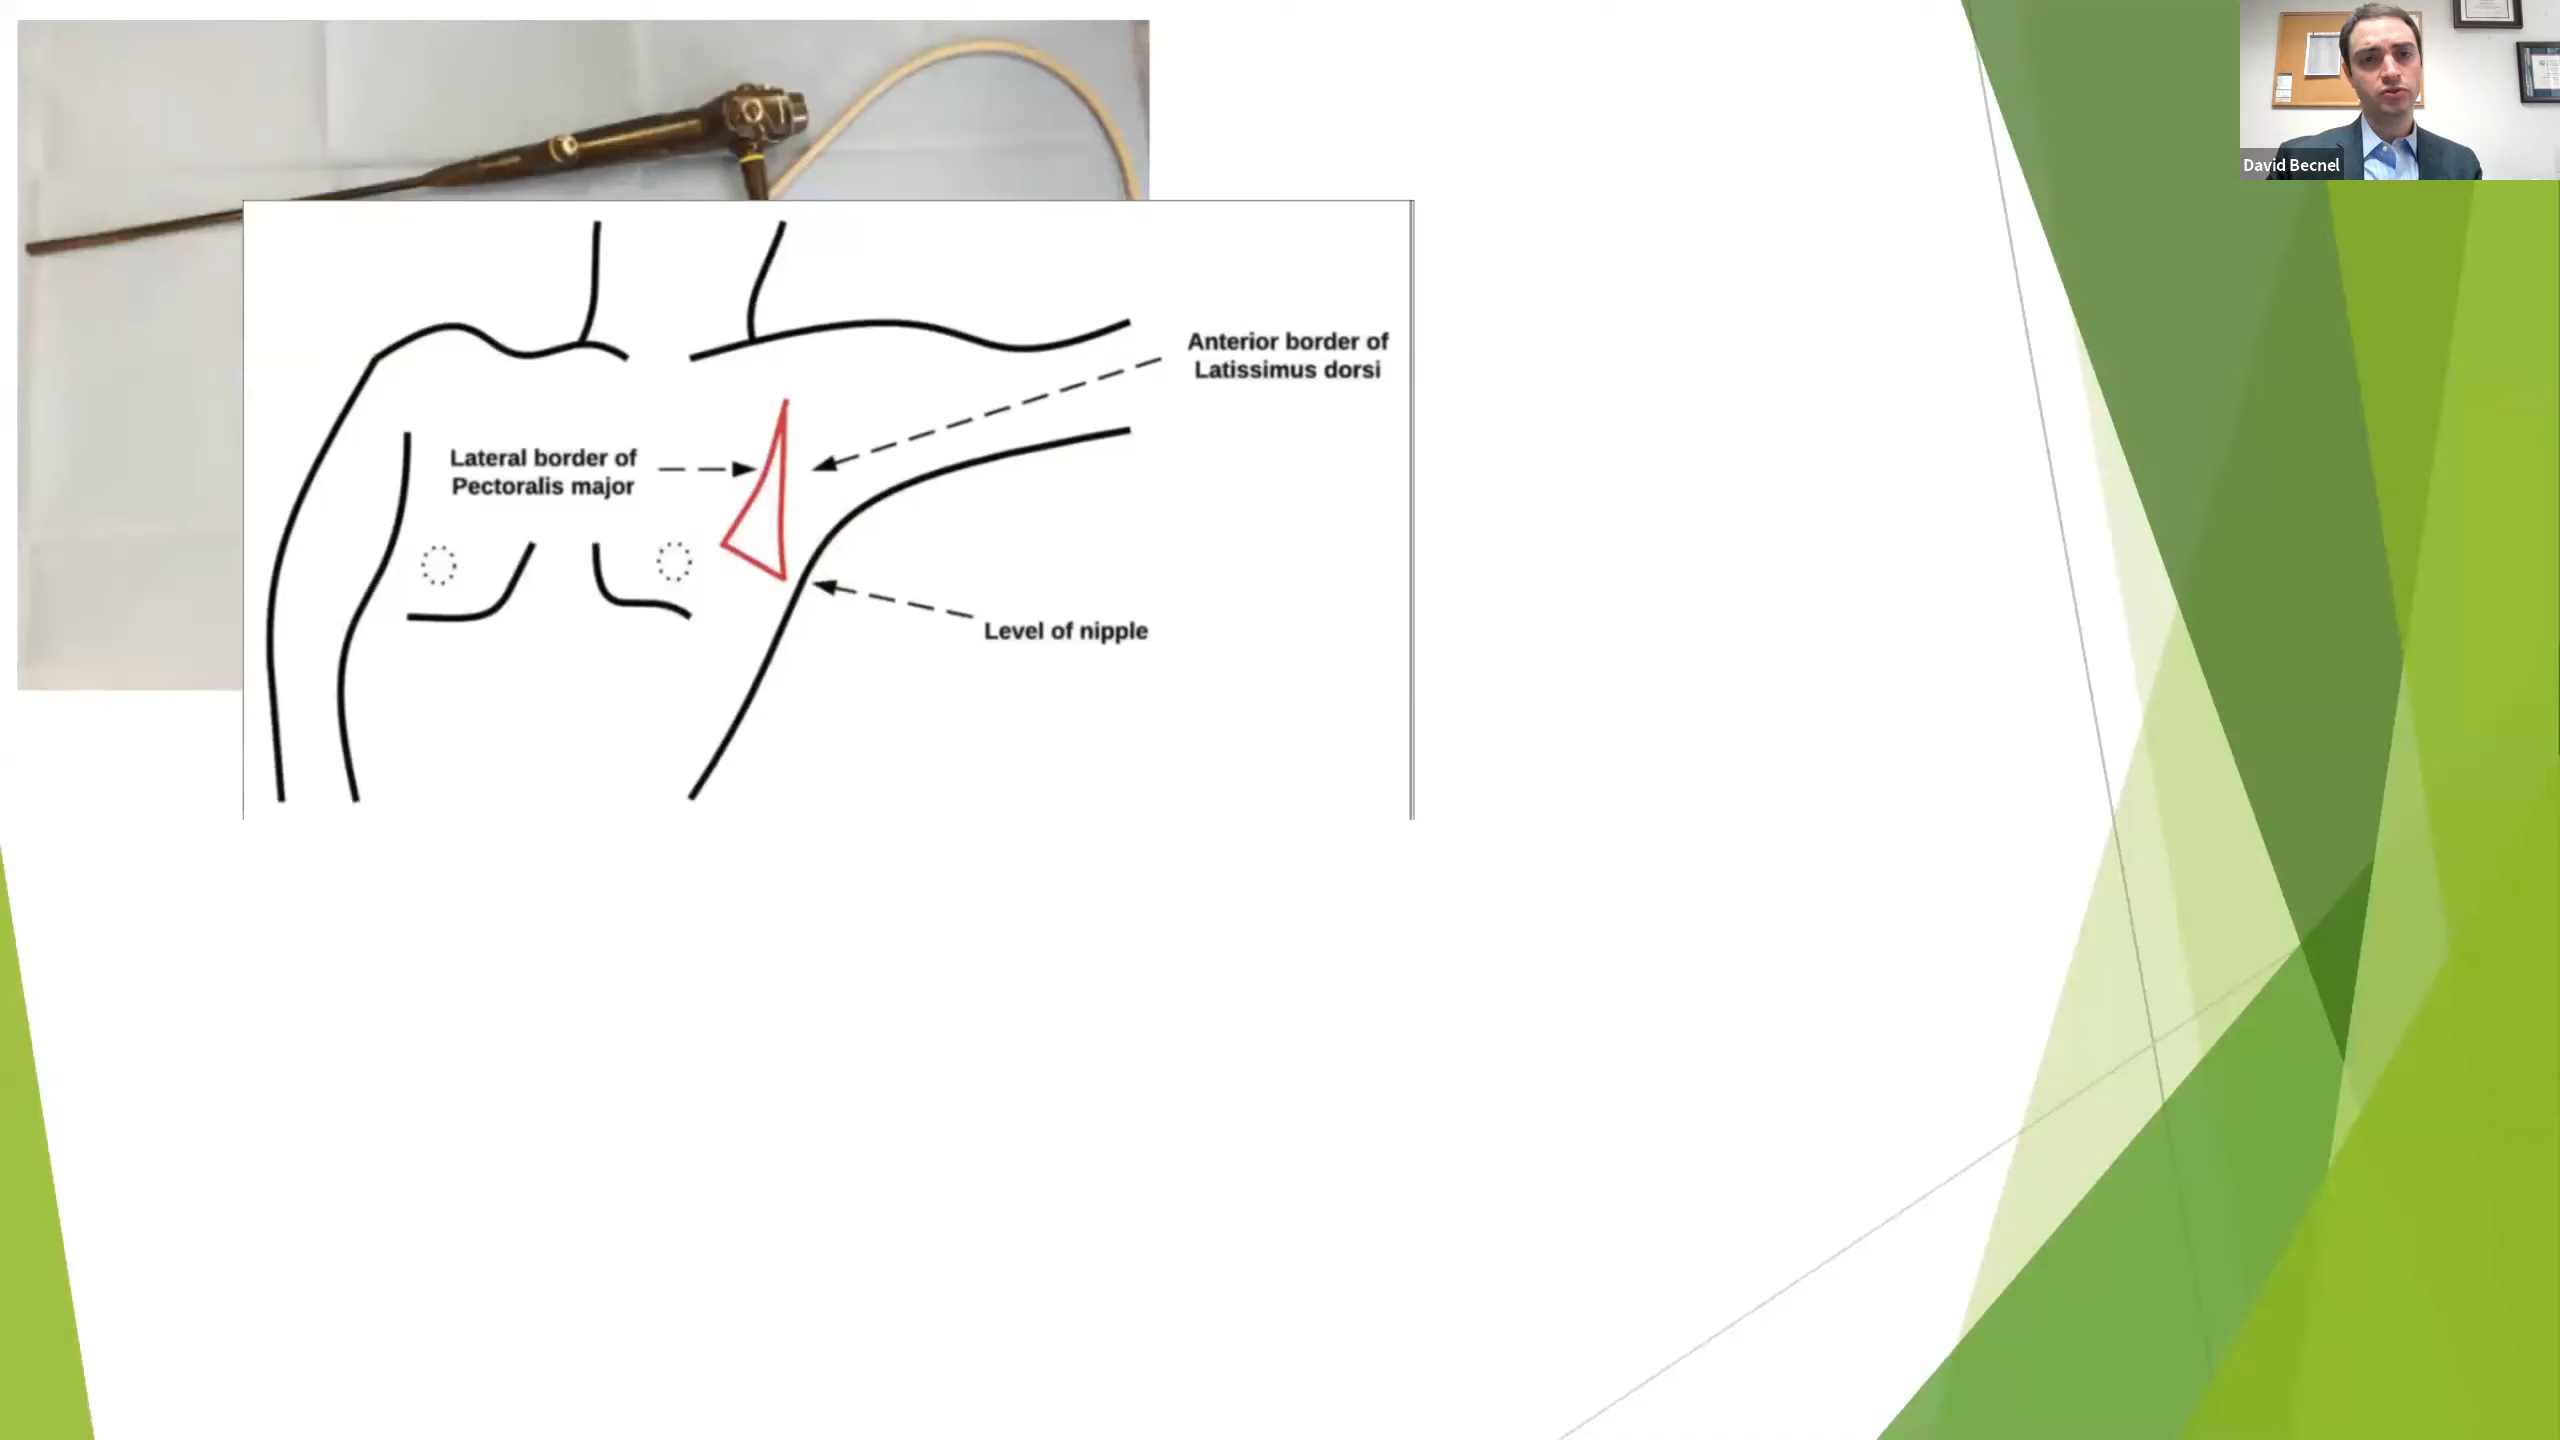 David Becnel
Anterior border of
Latissimus dorsi
Lateral border of
Pectoralis major
Level of nipple